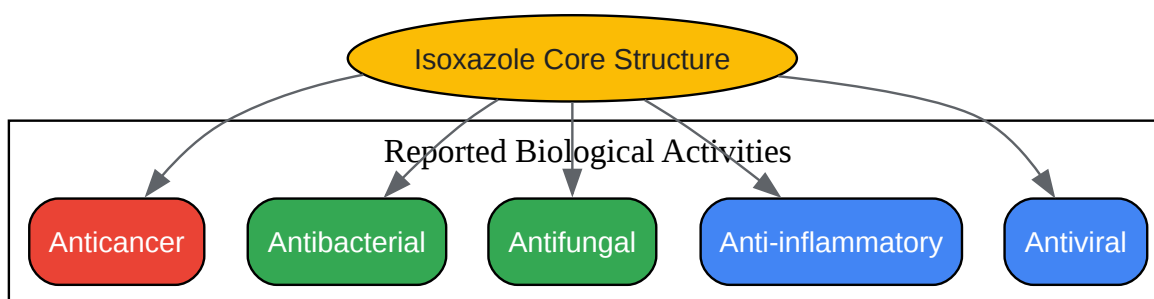 Isoxazole Core Structure
Reported Biological Activities
Anticancer
Antibacterial
Antifungal
Anti-inflammatory
Antiviral